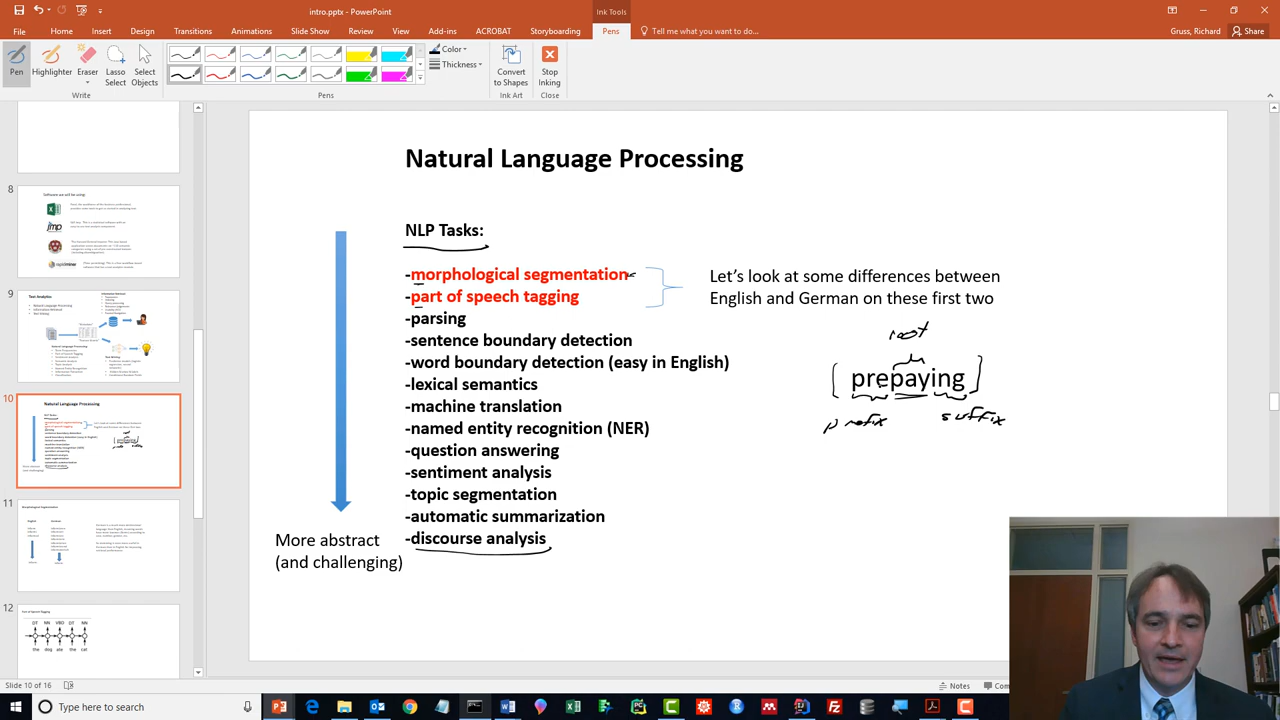 intro.pptx - PowerPoint
Ink Tools
File
Home
Insert
Design
Transitions
Animations
Slide Show
Review
View
Add-ins
ACROBAT
Storyboarding
Pens
Tell me what you want to do...
Gruss, Richard
Share
Pen
Highlighter
Eraser
Lasso Select
Select Objects
Color
Thickness
Convert to Shapes
Stop Inking
Write
Pens
Ink Art
Close
8
9
10
11
12
Natural Language Processing
NLP Tasks:
-morphological segmentation
-part of speech tagging
-parsing
-sentence boundary detection
-word boundary detection (easy in English)
-lexical semantics
-machine translation
-named entity recognition (NER)
-question answering
-sentiment analysis
-topic segmentation
-automatic summarization
-discourse analysis
More abstract
(and challenging)
Let's look at some differences between
English and German on these first two
root
prepaying
prefix suffix
Slide 10 of 16
Notes
Type here to search